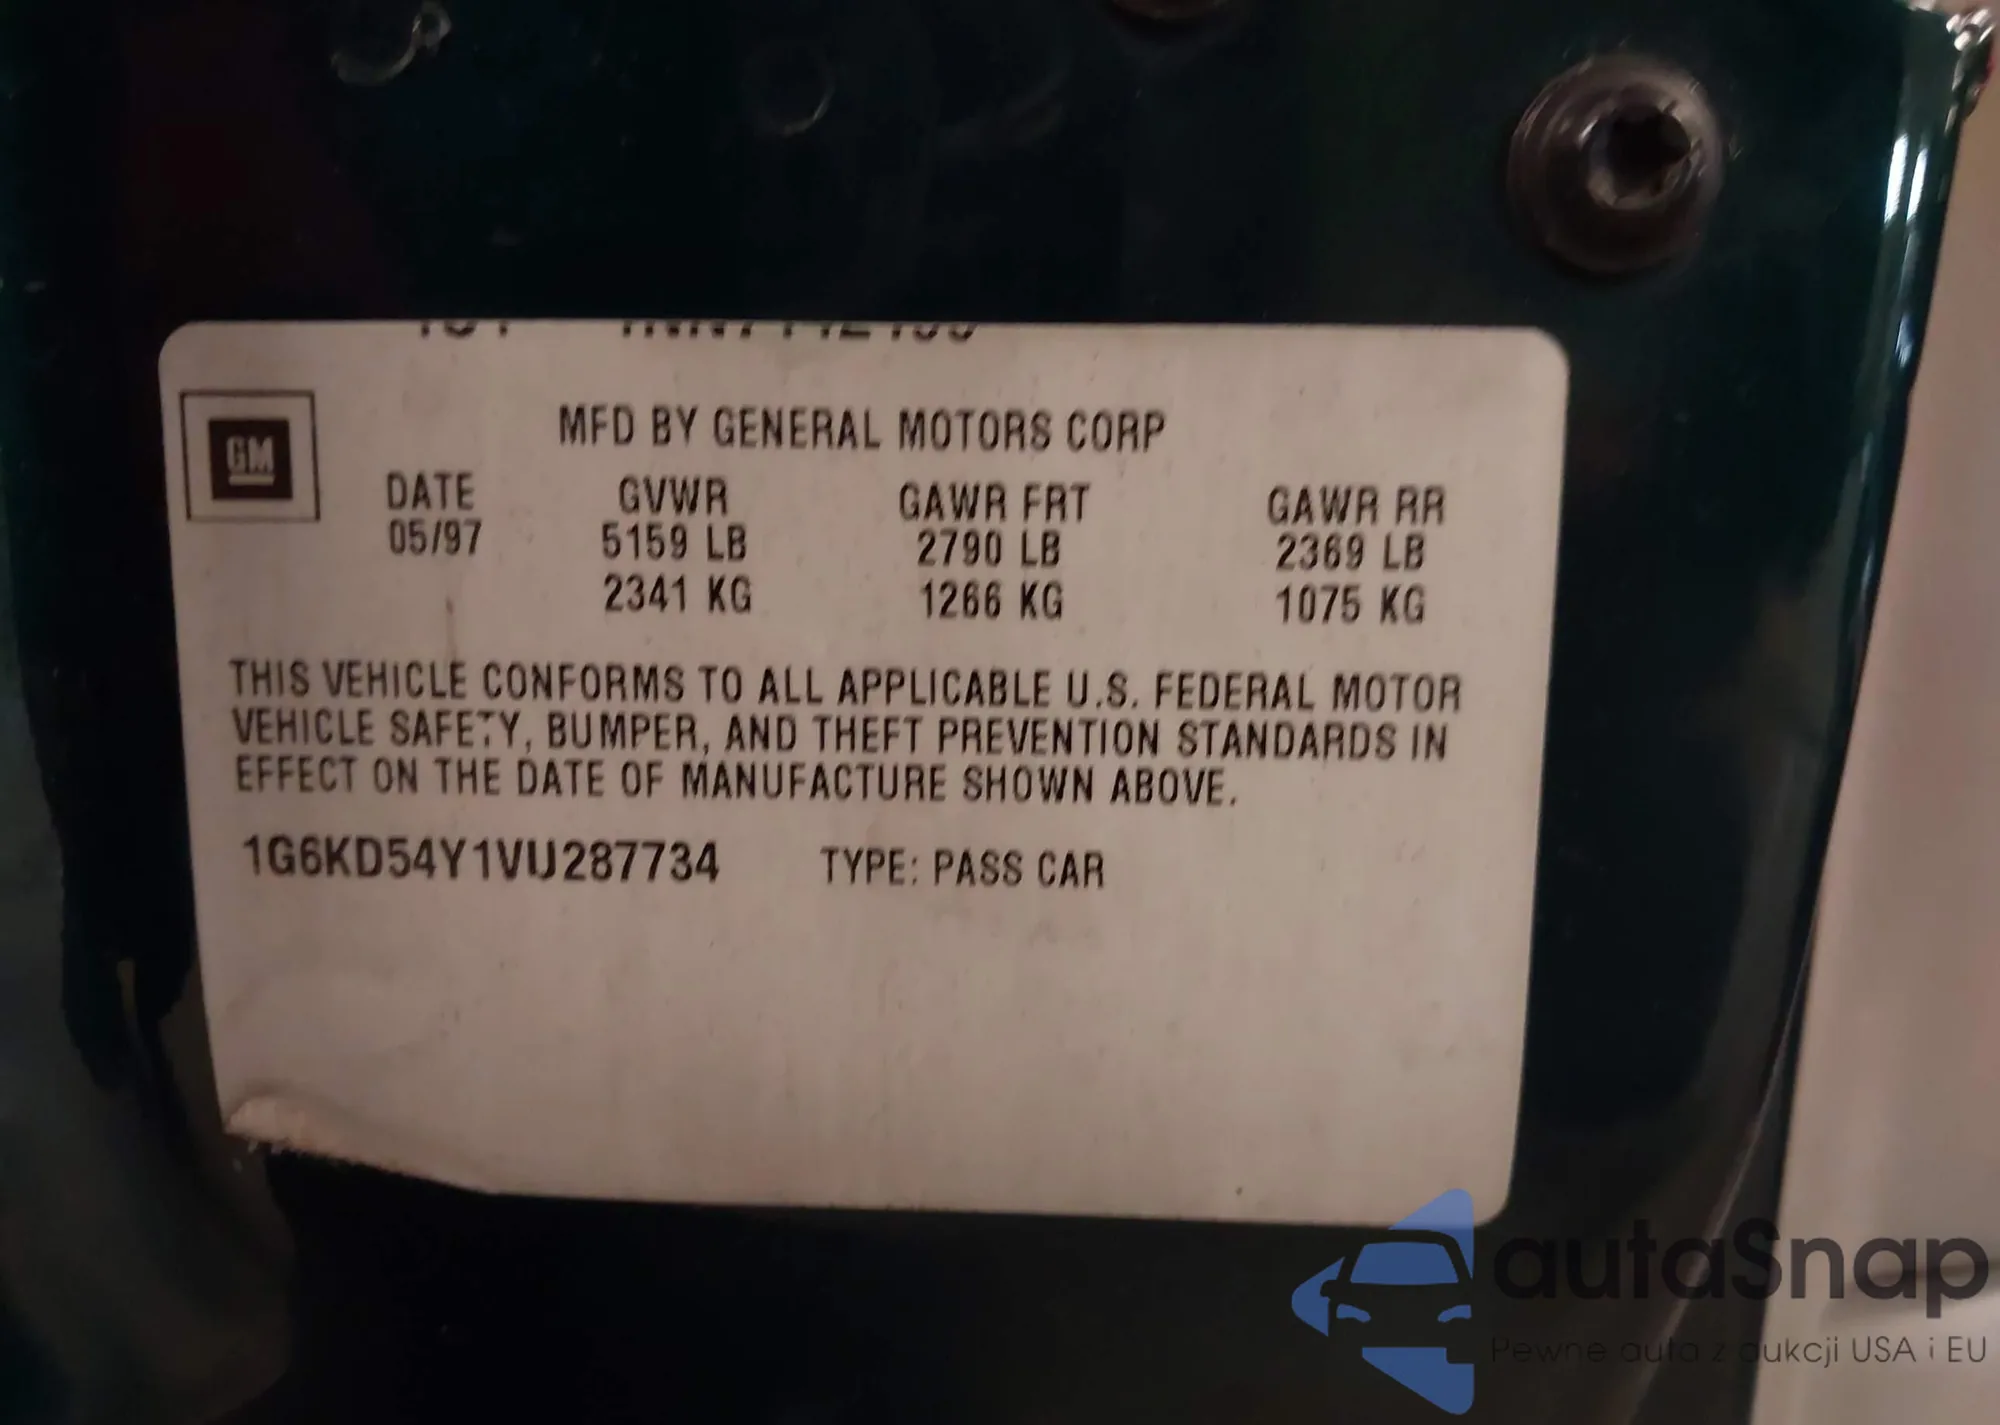 MFD BY GENERAL MOTORS CORP
GM
DATE GVWR GAWR FRT GAWR RR
05/97 5159 LB 2790 LB 2369 LB
2341 KG 1266 KG 1075 KG
THIS VEHICLE CONFORMS TO ALL APPLICABLE U.S. FEDERAL MOTOR
VEHICLE SAFETY, BUMPER, AND THEFT PREVENTION STANDARDS IN
EFFECT ON THE DATE OF MANUFACTURE SHOWN ABOVE.
1G6KD54Y1VU287734 TYPE: PASS CAR
autaSnap
Pewne auta z aukcji USA i EU